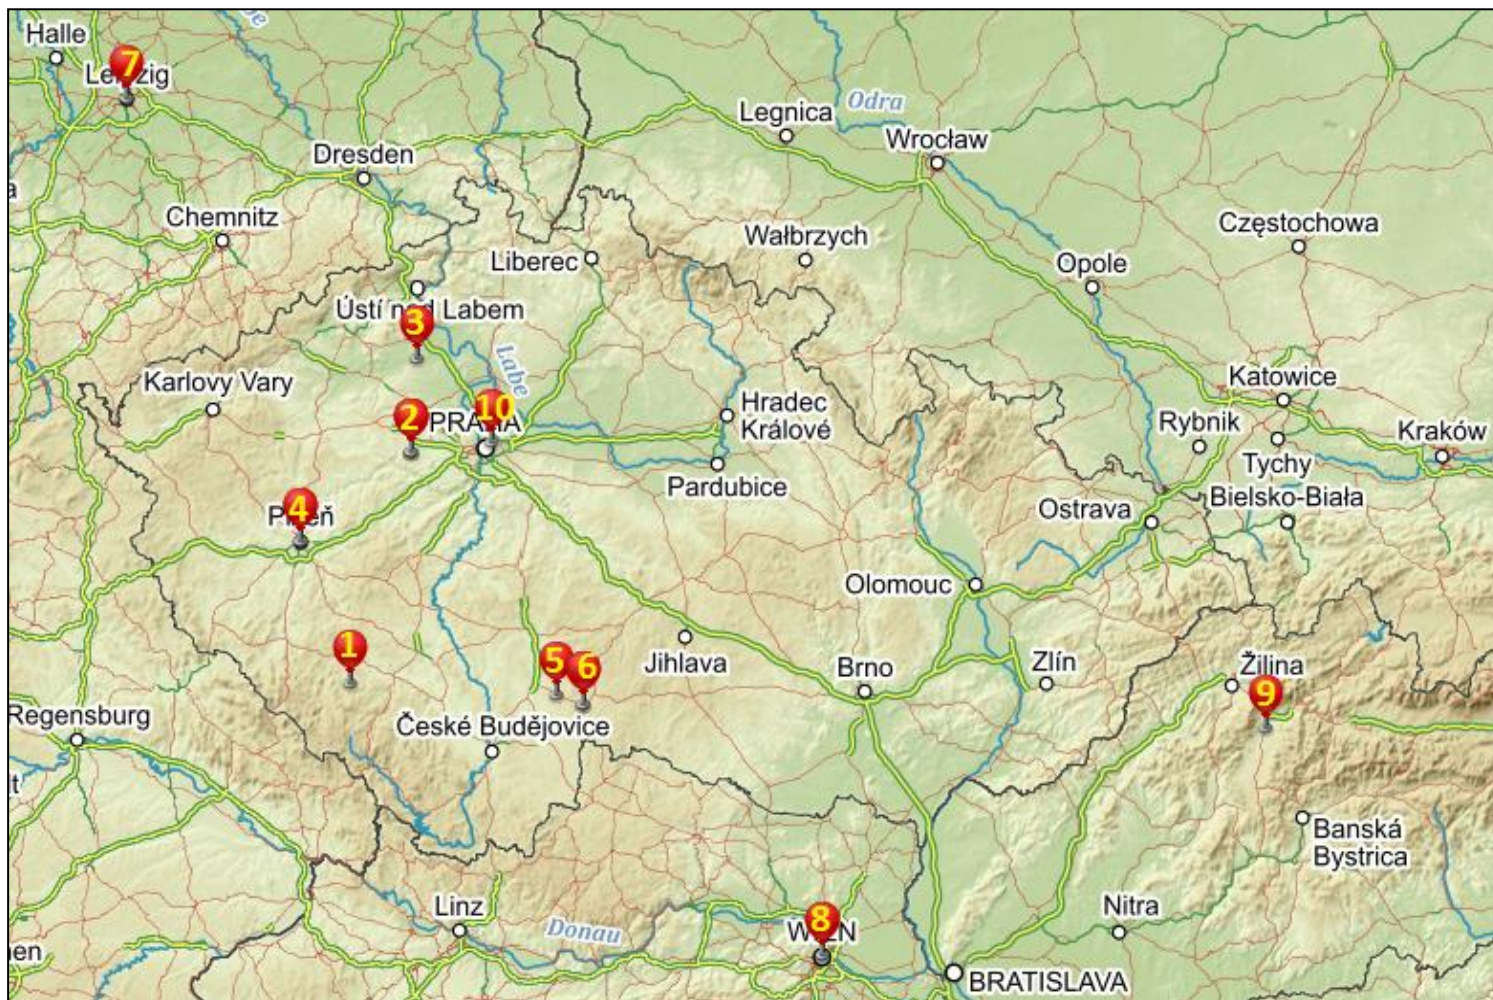 Halle
7
Leipzig
Odra
Legnica
Wrocław
Dresden
Chemnitz
Częstochowa
Wałbrzych
Liberec
Opole
Ústí nad Labem
3
Labe
Karlovy Vary
Katowice
2
10
PRAHA
Hradec
Králové
Rybnik
Kraków
Tychy
Pardubice
Bielsko-Biała
4
Plzeň
Ostrava
Olomouc
1
5
6
Jihlava
Brno
Zlín
Žilina
9
Regensburg
České Budějovice
Banská
Bystrica
Linz
Donau
8
WIEN
Nitra
BRATISLAVA